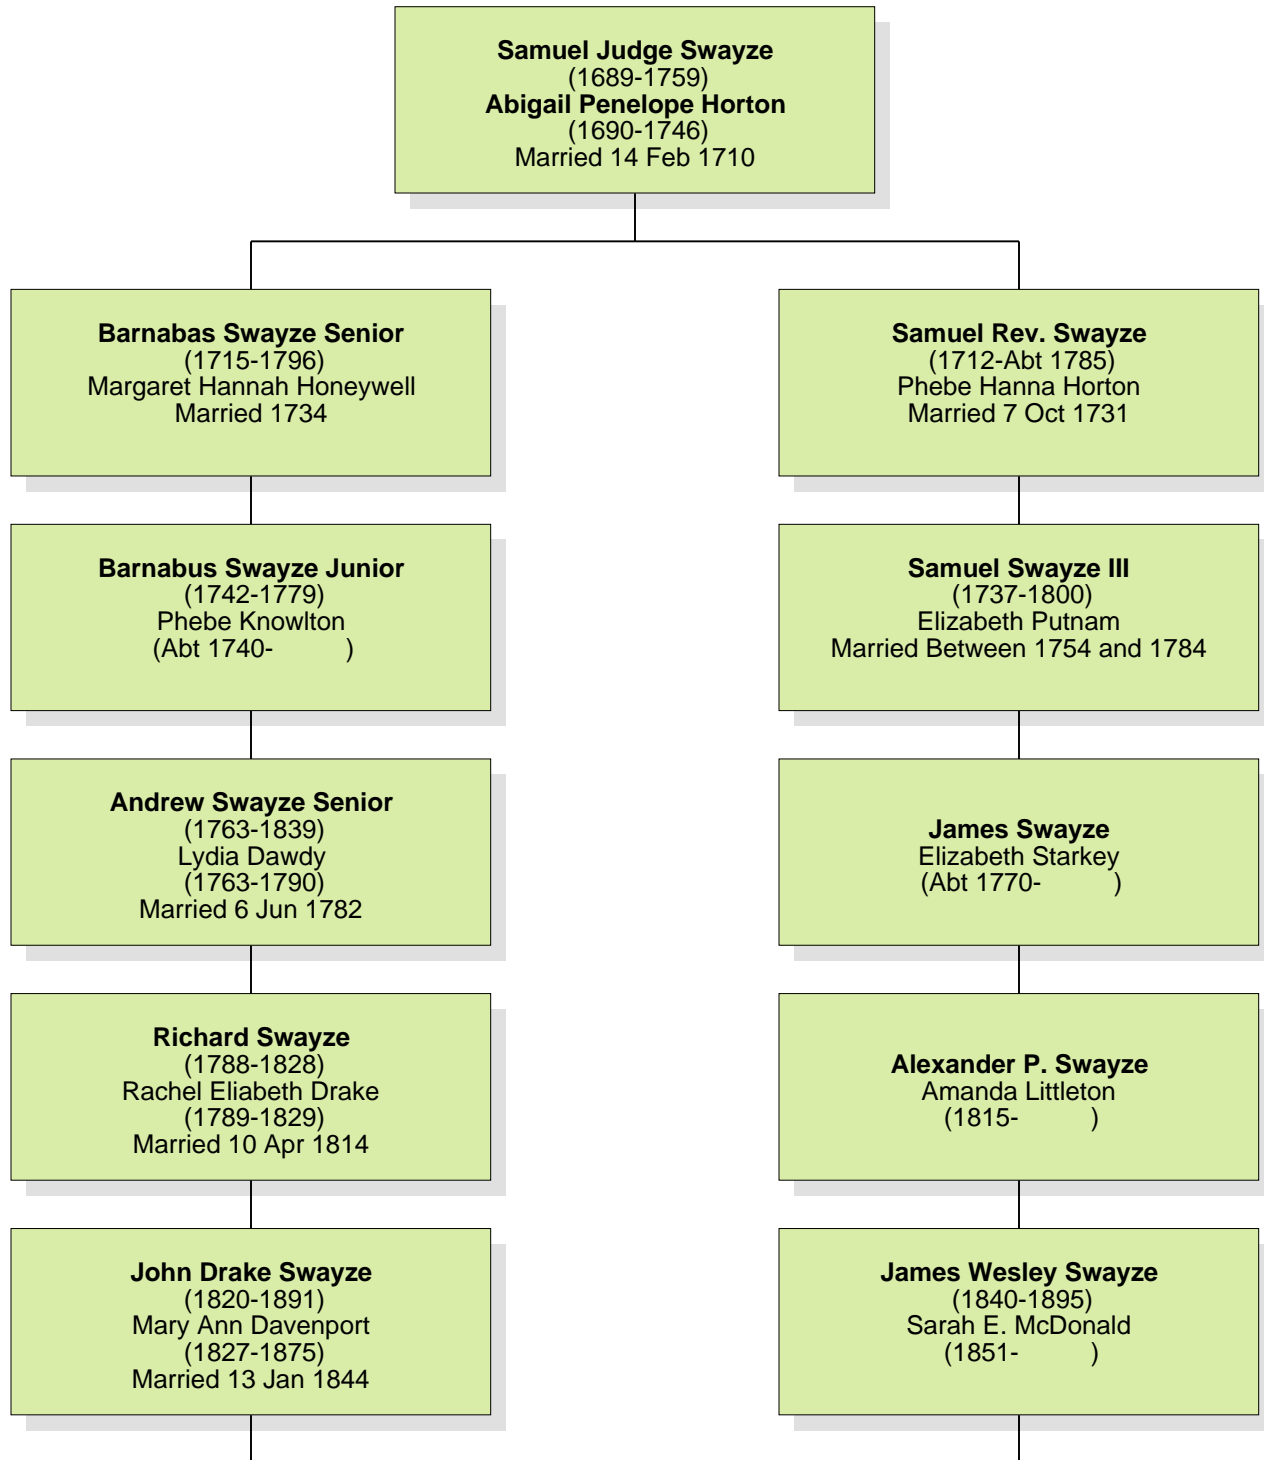 Samuel Judge Swayze
(1689-1759)
Abigail Penelope Horton
(1690-1746)
Married 14 Feb 1710
Barnabas Swayze Senior
(1715-1796)
Margaret Hannah Honeywell
Married 1734
Samuel Rev. Swayze
(1712-Abt 1785)
Phebe Hanna Horton
Married 7 Oct 1731
Barnabus Swayze Junior
(1742-1779)
Phebe Knowlton
(Abt 1740-          )
Samuel Swayze III
(1737-1800)
Elizabeth Putnam
Married Between 1754 and 1784
Andrew Swayze Senior
(1763-1839)
Lydia Dawdy
(1763-1790)
Married 6 Jun 1782
James Swayze
Elizabeth Starkey
(Abt 1770-          )
Richard Swayze
(1788-1828)
Rachel Eliabeth Drake
(1789-1829)
Married 10 Apr 1814
Alexander P. Swayze
Amanda Littleton
(1815-          )
John Drake Swayze
(1820-1891)
Mary Ann Davenport
(1827-1875)
Married 13 Jan 1844
James Wesley Swayze
(1840-1895)
Sarah E. McDonald
(1851-          )